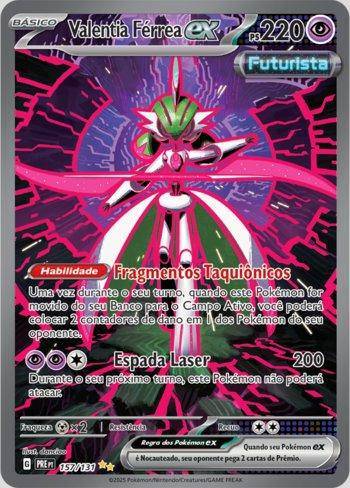 BÁSICO Valentia Férrea ex PS 220
Futurista
Habilidade Fragmentos Taquiônicos
Uma vez durante o seu turno, quando este Pokémon for
movido do seu Banco para o Campo Ativo, você poderá
colocar 2 contadores de dano em 1 dos Pokémon do seu
oponente.
Espada Laser 200
Durante o seu próximo turno, este Pokémon não poderá
atacar.
Fraqueza ×2 Resistência Recuo
Ilust. danciao
Regra dos Pokémon ex
Quando seu Pokémon ex
é Nocauteado, seu oponente pega 2 cartas de Prêmio.
G PRE PT 157/131
©2025 Pokémon/Nintendo/Creatures/GAME FREAK